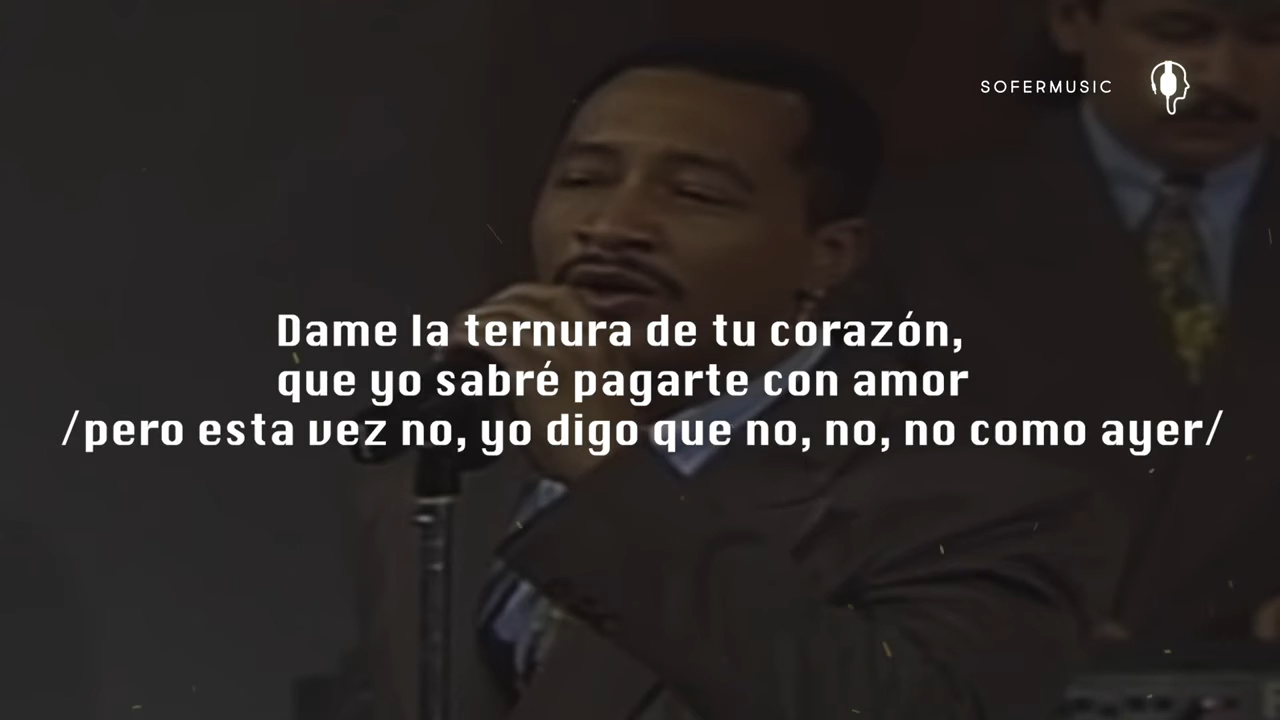 SOFERMUSIC
Dame la ternura de tu corazón,
que yo sabré pagarte con amor
/pero esta vez no, yo digo que no, no, no como ayer/